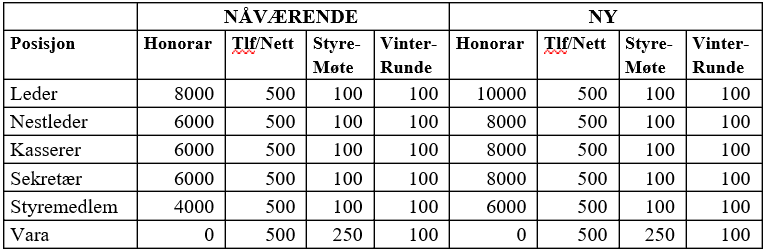 NÅVÆRENDE NY
Posisjon Honorar Tlf/Nett Styre-Møte Vinter-Runde Honorar Tlf/Nett Styre-Møte Vinter-Runde
Leder 8000 500 100 100 10000 500 100 100
Nestleder 6000 500 100 100 8000 500 100 100
Kasserer 6000 500 100 100 8000 500 100 100
Sekretær 6000 500 100 100 8000 500 100 100
Styremedlem 4000 500 100 100 6000 500 100 100
Vara 0 500 250 100 0 500 250 100